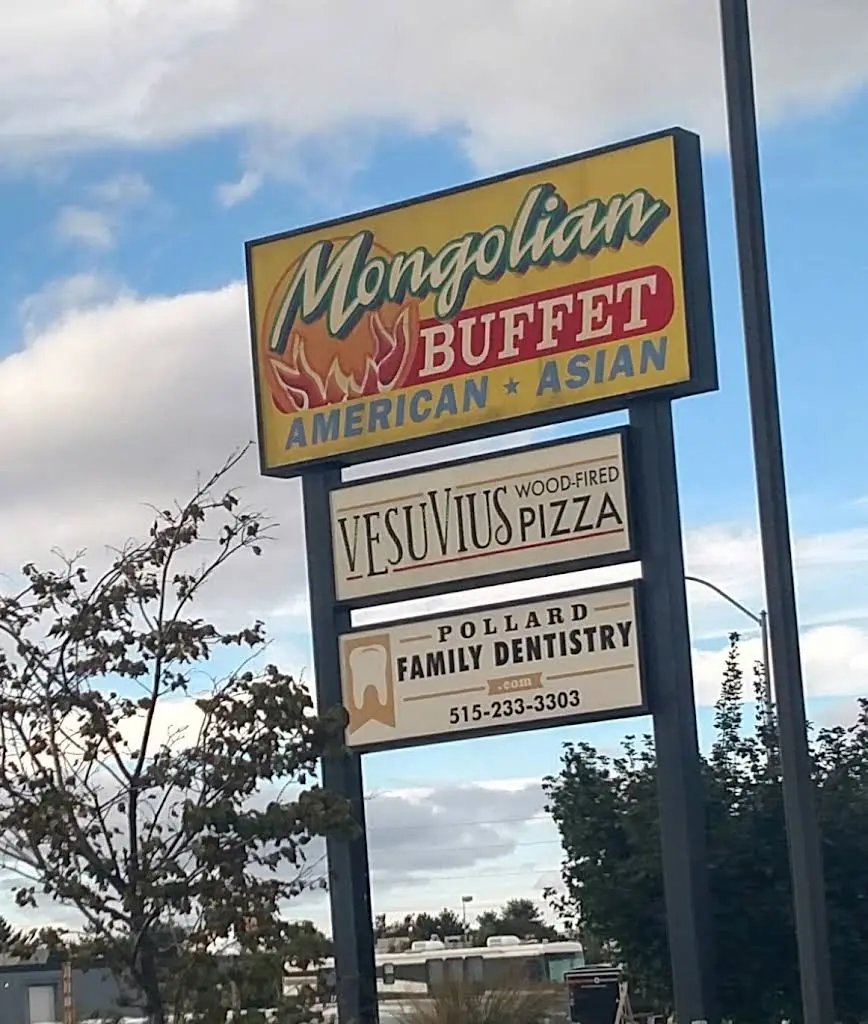 Mongolian
BUFFET
AMERICAN ★ ASIAN
VESUVIUS WOOD-FIRED PIZZA
POLLARD
FAMILY DENTISTRY
.com
515-233-3303